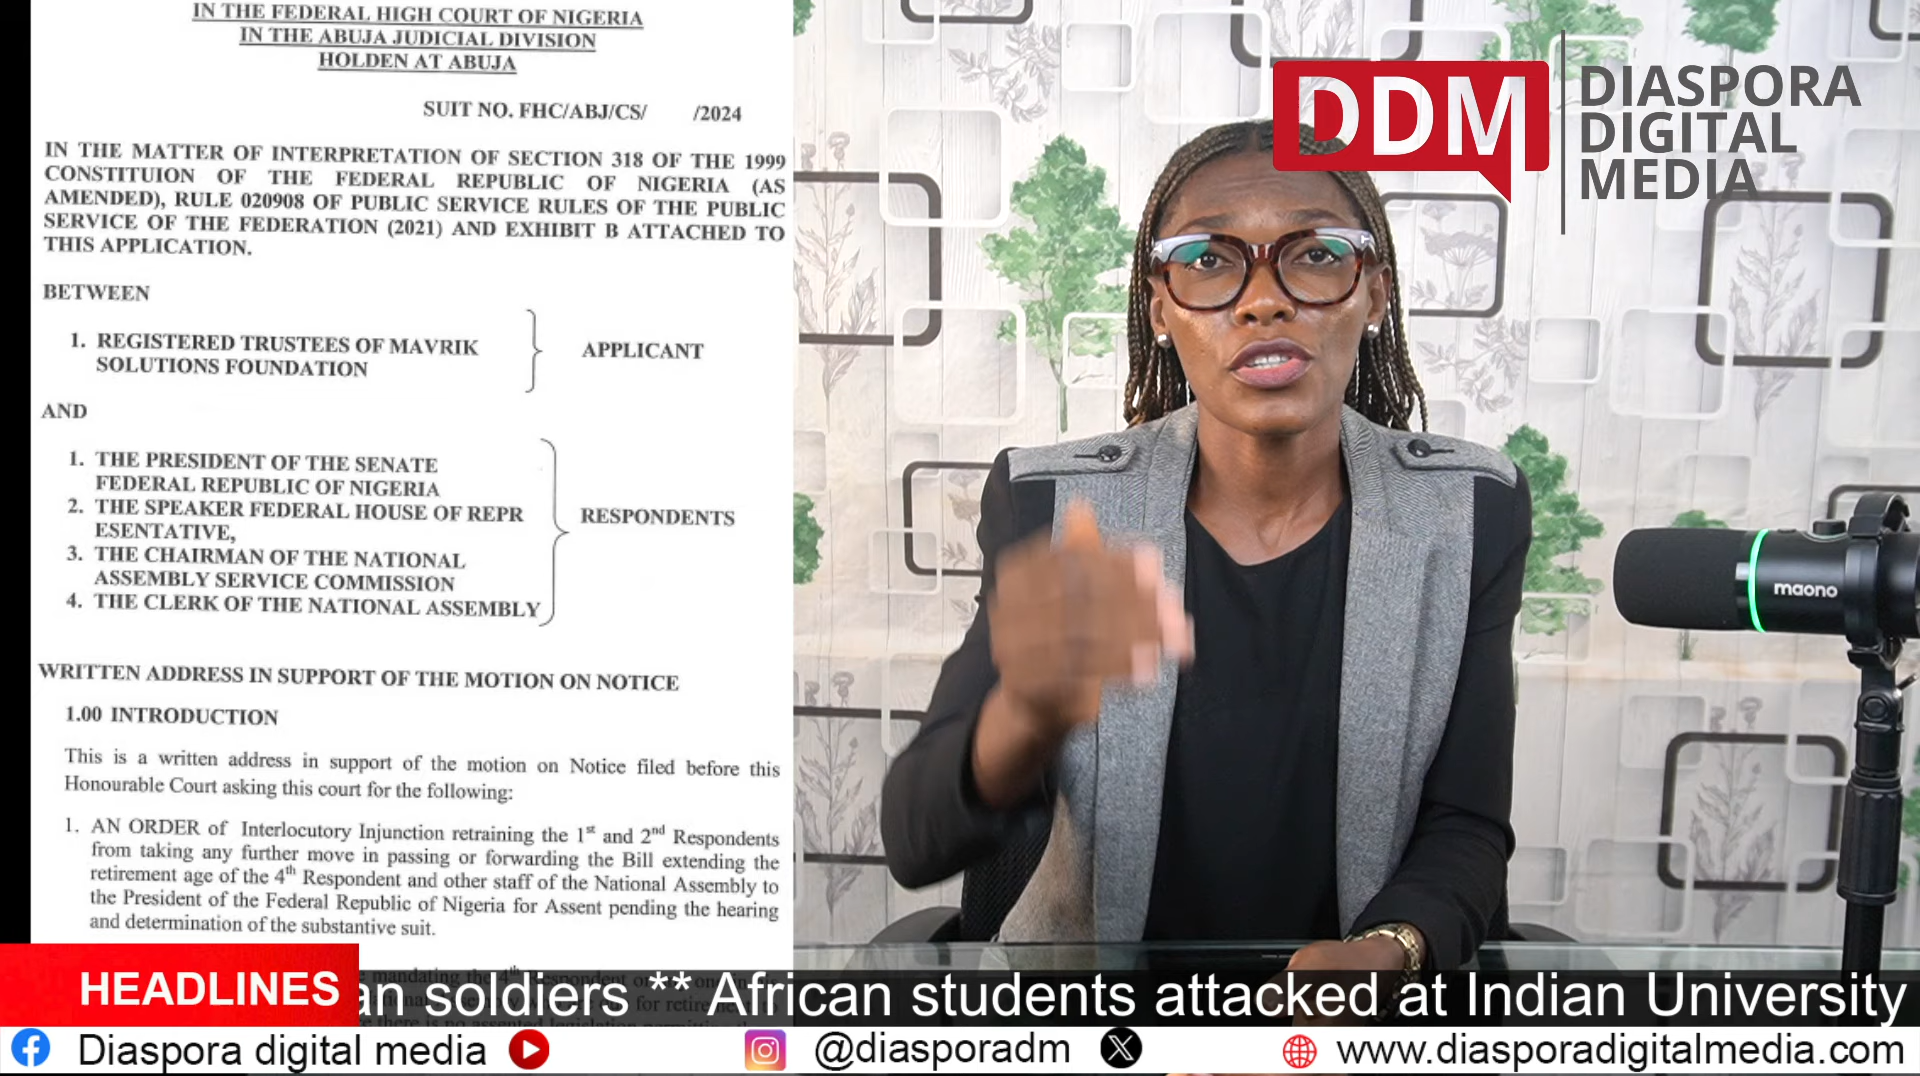 IN THE FEDERAL HIGH COURT OF NIGERIA
IN THE ABUJA JUDICIAL DIVISION
HOLDEN AT ABUJA
SUIT NO. FHC/ABJ/CS/ /2024
IN THE MATTER OF INTERPRETATION OF SECTION 318 OF THE 1999
CONSTITUION OF THE FEDERAL REPUBLIC OF NIGERIA (AS
AMENDED), RULE 020908 OF PUBLIC SERVICE RULES OF THE PUBLIC
SERVICE OF THE FEDERATION (2021) AND EXHIBIT B ATTACHED TO
THIS APPLICATION.
BETWEEN
1. REGISTERED TRUSTEES OF MAVRIK
SOLUTIONS FOUNDATION
APPLICANT
AND
1. THE PRESIDENT OF THE SENATE
FEDERAL REPUBLIC OF NIGERIA
2. THE SPEAKER FEDERAL HOUSE OF REPR
ESENTATIVE,
3. THE CHAIRMAN OF THE NATIONAL
ASSEMBLY SERVICE COMMISSION
4. THE CLERK OF THE NATIONAL ASSEMBLY
RESPONDENTS
WRITTEN ADDRESS IN SUPPORT OF THE MOTION ON NOTICE
1.00 INTRODUCTION
This is a written address in support of the motion on Notice filed before this
Honourable Court asking this court for the following:
1. AN ORDER of Interlocutory Injunction retraining the 1st and 2nd Respondents
from taking any further move in passing or forwarding the Bill extending the
retirement age of the 4th Respondent and other staff of the National Assembly to
the President of the Federal Republic of Nigeria for Assent pending the hearing
and determination of the substantive suit.
DDM
DIASPORA
DIGITAL
MEDIA
maono
HEADLINES
an soldiers ** African students attacked at Indian University
Diaspora digital media
@diasporadm
www.diasporadigitalmedia.com